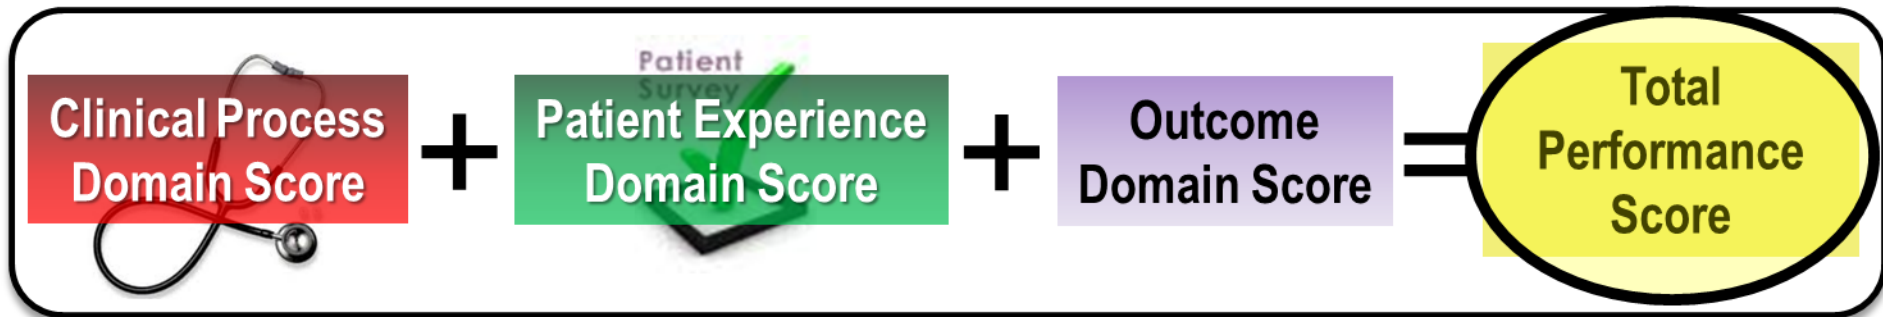 Patient
Survey
Clinical Process
Domain Score
+
Patient Experience
Domain Score
+
Outcome
Domain Score
=
Total
Performance
Score